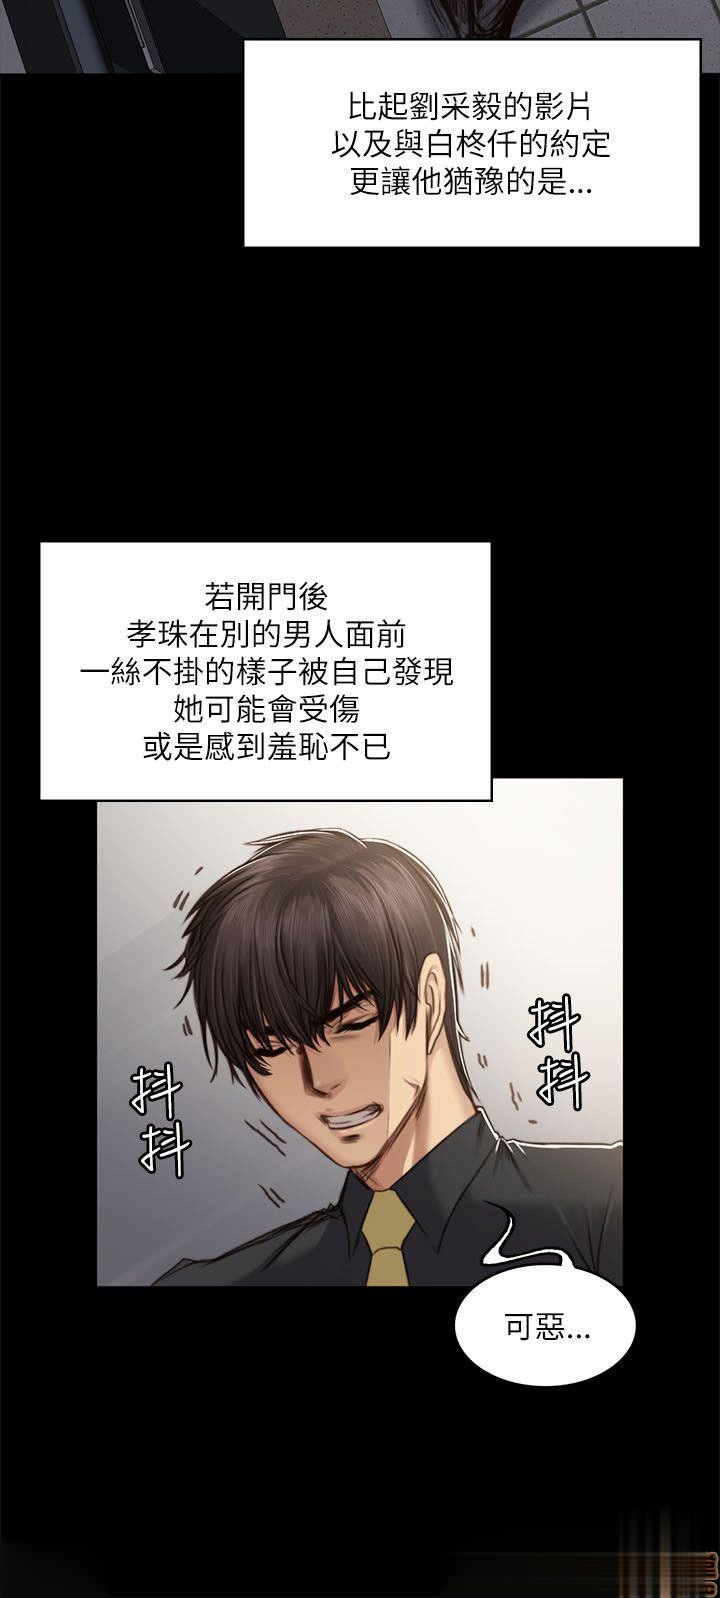 比起劉采毅的影片
以及與白柊仟的約定
更讓他猶豫的是...
若開門後
孝珠在別的男人面前
一絲不掛的樣子被自己發現
她可能會受傷
或是感到羞恥不已
抖
抖
抖
抖
可惡...